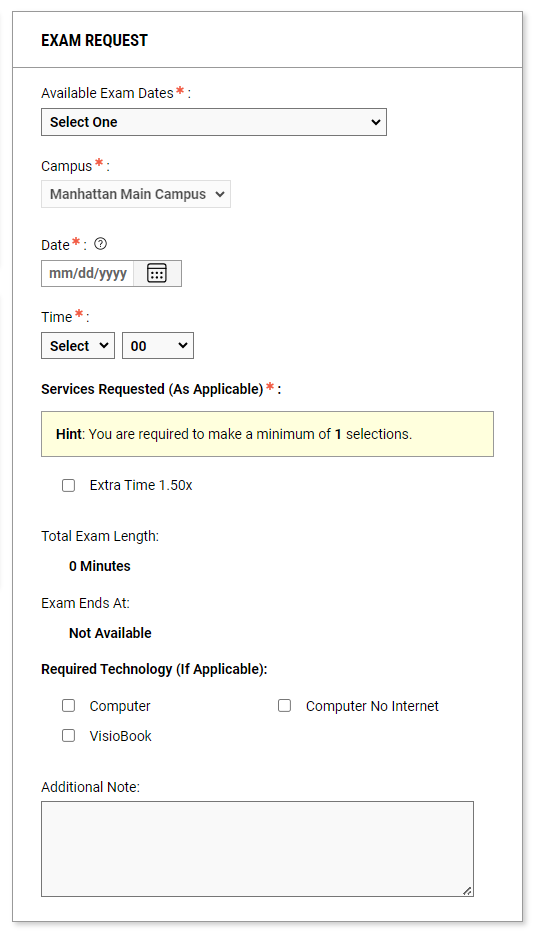 EXAM REQUEST
Available Exam Dates* :
Select One
Campus* :
Manhattan Main Campus
Date* : ?
mm/dd/yyyy
Time* :
Select 00
Services Requested (As Applicable)* :
Hint: You are required to make a minimum of 1 selections.
Extra Time 1.50x
Total Exam Length:
0 Minutes
Exam Ends At:
Not Available
Required Technology (If Applicable):
Computer Computer No Internet
VisioBook
Additional Note: